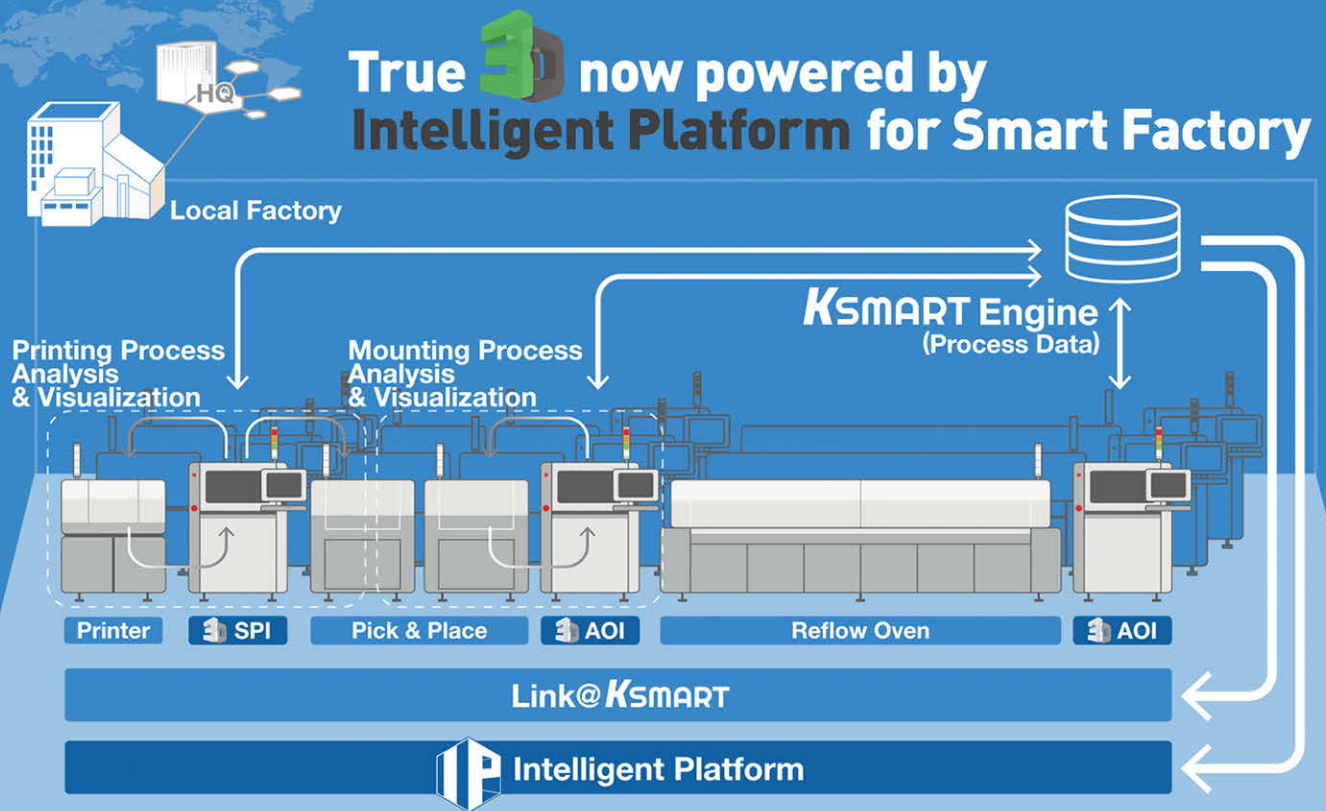 True 3D now powered by
Intelligent Platform for Smart Factory
HQ
Local Factory
KSMART Engine
(Process Data)
Printing Process
Analysis
& Visualization
Mounting Process
Analysis
& Visualization
Printer
3D SPI
Pick & Place
3D AOI
Reflow Oven
3D AOI
Link@KSMART
IP Intelligent Platform